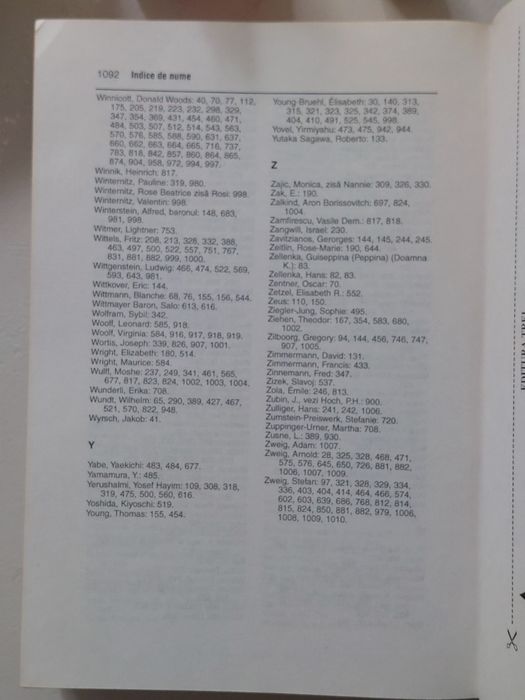 1092 Indice de nume
Winnicott, Donald Woods: 40, 70, 77, 112,
175, 205, 219, 223, 232, 298, 329,
347, 354, 369, 431, 454, 460, 471,
484, 503, 507, 512, 514, 543, 563,
570, 576, 585, 588, 590, 631, 637,
660, 662, 663, 664, 665, 716, 737,
783, 818, 842, 857, 860, 864, 865,
874, 904, 958, 972, 994, 997.
Winnik, Heinrich: 817.
Winternitz, Pauline: 319, 980.
Winternitz, Rose Beatrice zisă Rosi: 998.
Winternitz, Valentin: 998.
Winterstein, Alfred, baronul: 148, 683,
981, 998.
Witmer, Lightner: 753.
Wittels, Fritz: 208, 213, 326, 332, 388,
463, 497, 500, 522, 557, 751, 767,
831, 881, 882, 999, 1000.
Wittgenstein, Ludwig: 466, 474, 522, 569,
593, 643, 981.
Wittkover, Eric: 144.
Wittmann, Blanche: 68, 76, 155, 156, 544.
Wittmayer Baron, Salo: 613, 616.
Wolfram, Sybil: 342.
Woolf, Leonard: 585, 918.
Woolf, Virginia: 584, 916, 917, 918, 919.
Wortis, Joseph: 339, 826, 907, 1001.
Wright, Elizabeth: 180, 514.
Wright, Maurice: 584.
Wulff, Moshe: 237, 249, 341, 461, 565,
677, 817, 823, 824, 1002, 1003, 1004.
Wunderli, Erika: 708.
Wundt, Wilhelm: 65, 290, 389, 427, 467,
521, 570, 822, 948.
Wyrsch, Jakob: 41.
Y
Yabe, Yaekichi: 483, 484, 677.
Yamamura, Y.: 485.
Yerushalmi, Yosef Hayim: 109, 308, 318,
319, 475, 500, 560, 616.
Yoshida, Kiyoschi: 519.
Young, Thomas: 155, 454.
Young-Bruehl, Elisabeth: 30, 140, 313,
315, 321, 323, 325, 342, 374, 389,
404, 410, 491, 525, 545, 998.
Yovel, Yirmiyahu: 473, 475, 942, 944.
Yutaka Sagawa, Roberto: 133.
Z
Zajic, Monica, zisă Nannie: 309, 326, 330.
Zak, E.: 190.
Zalkind, Aron Borissovitch: 697, 824,
1004.
Zamfirescu, Vasile Dem.: 817, 818.
Zangwill, Israel: 230.
Zavitzianos, Gerorges: 144, 145, 244, 245.
Zeitlin, Rose-Marie: 190, 644.
Zellenka, Guiseppina (Peppina) (Doamna
K.): 83.
Zellenka, Hans: 82, 83.
Zentner, Oscar: 70.
Zetzel, Elisabeth R.: 552.
Zeus: 110, 150.
Ziegler-Jung, Sophie: 495.
Ziehen, Theodor: 167, 354, 583, 680,
1002.
Zilboorg, Gregory: 94, 144, 456, 746, 747,
907, 1005.
Zimmermann, David: 131.
Zimmermann, Francis: 433.
Zinnemann, Fred: 347.
Zizek, Slavoj: 537.
Zola, Emile: 246, 813.
Zubin, J., vezi Hoch, P.H.: 900.
Zulliger, Hans: 241, 242, 1006.
Zumstein-Preiswerk, Stefanie: 720.
Zuppinger-Urner, Martha: 708.
Zusne, L.: 389, 930.
Zweig, Adam: 1007.
Zweig, Arnold: 28, 325, 328, 468, 471,
575, 576, 645, 650, 726, 881, 882,
1006, 1007, 1009.
Zweig, Stefan: 97, 321, 328, 329, 334,
336, 403, 404, 414, 464, 466, 574,
602, 603, 639, 686, 768, 812, 814,
815, 824, 850, 881, 882, 979, 1006,
1008, 1009, 1010.